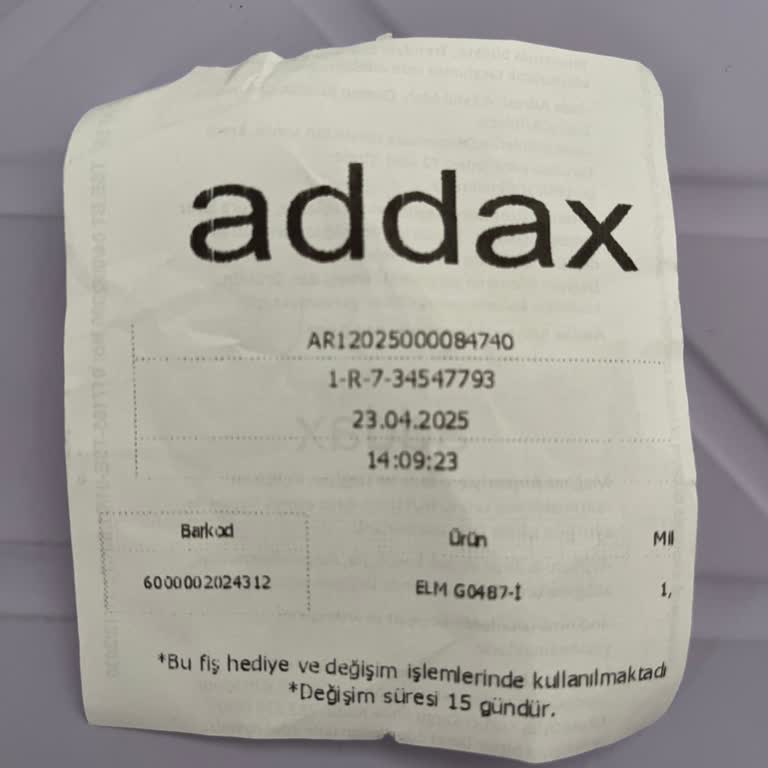 addax
AR12025000084740
1-R-7-34547793
23.04.2025
14:09:23
Barkod Ürün Mil
6000002024312 ELM G0487-İ 1,
*Bu fiş hediye ve değişim işlemlerinde kullanılmaktadı
*Değişim süresi 15 gündür.